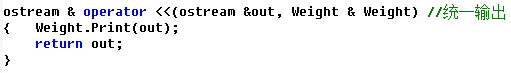 ostream & operator <<(ostream &out, Weight & Weight) //统一输出
{   Weight.Print(out);
    return out;
}